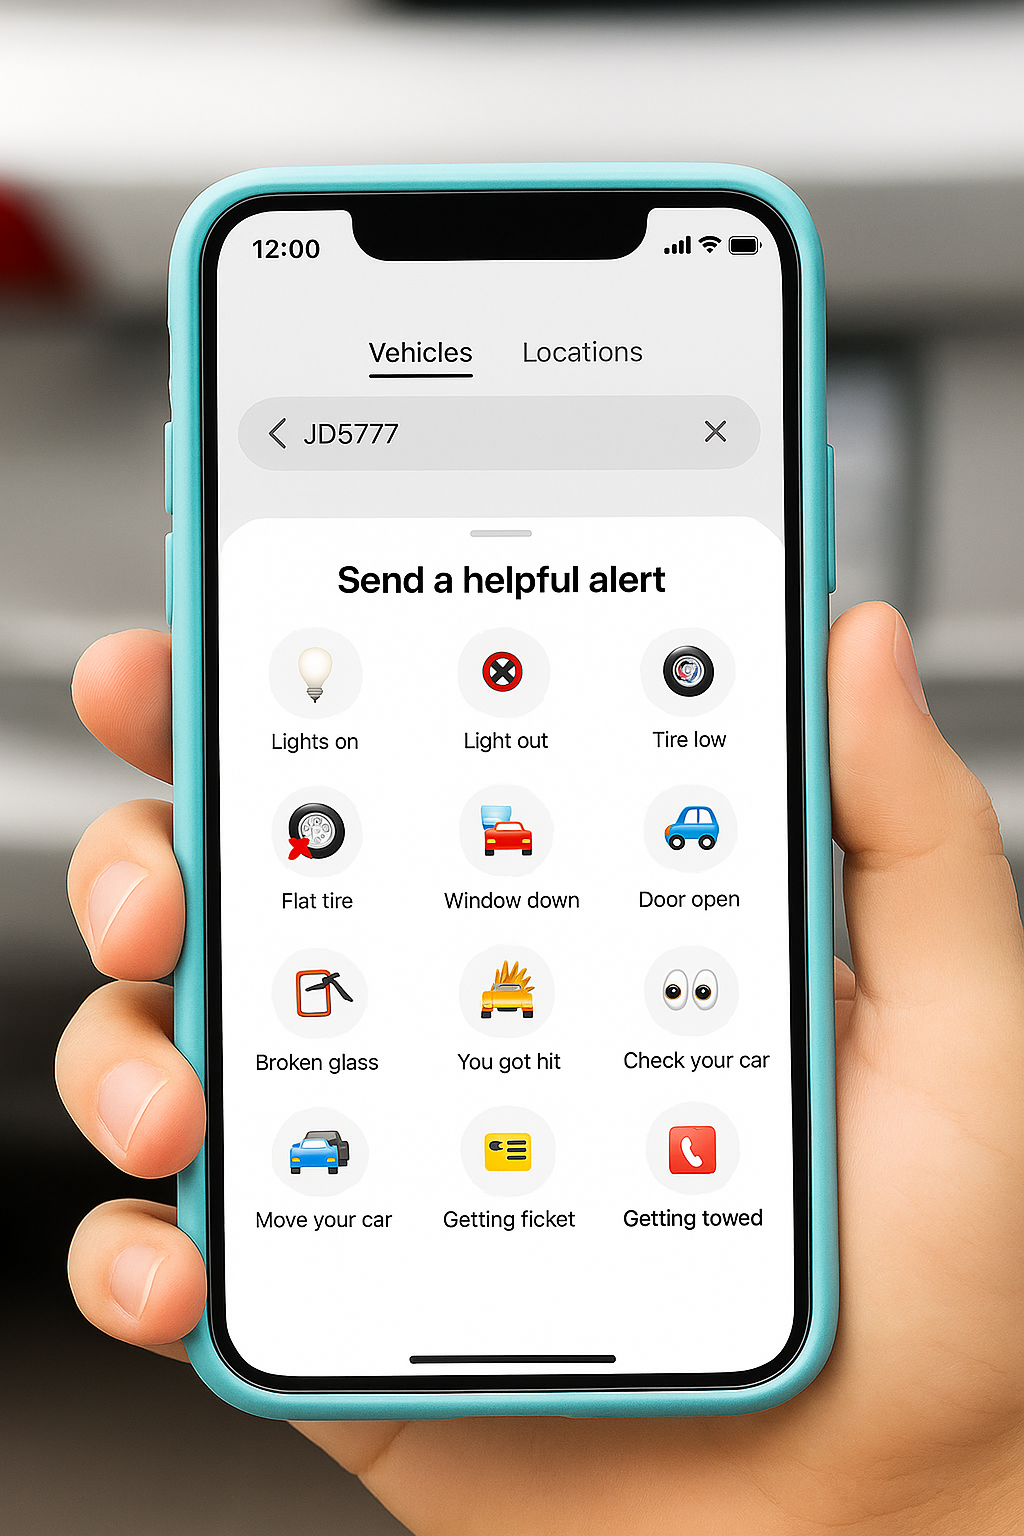 12:00
Vehicles Locations
JD5777
Send a helpful alert
Lights on Light out Tire low
Flat tire Window down Door open
Broken glass You got hit Check your car
Move your car Getting ficket Getting towed